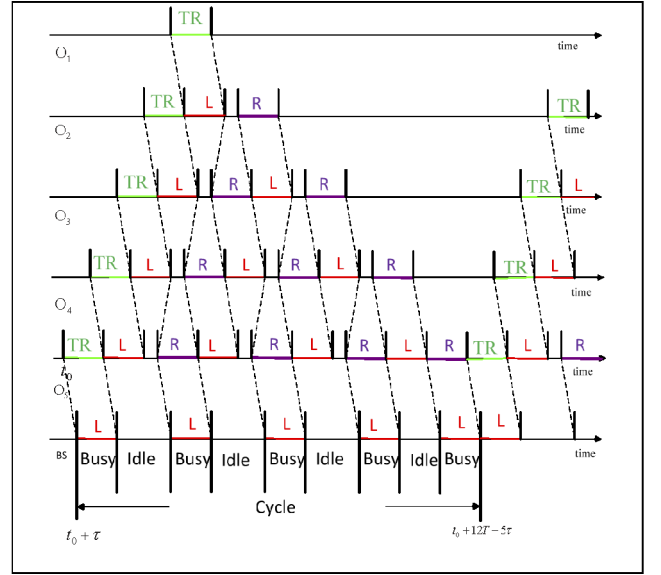 TR
time
O₁
TR L R TR
time
O₂
TR L R L R TR L
time
O₃
TR L R L R L R TR L
time
O₄
TR L R L R L R L R TR L R
t₀
time
O₅
L L L L L L
BS Busy Idle Busy Idle Busy Idle Busy Idle Busy time
Cycle
t₀ + τ t₀ + 12T − 5τ